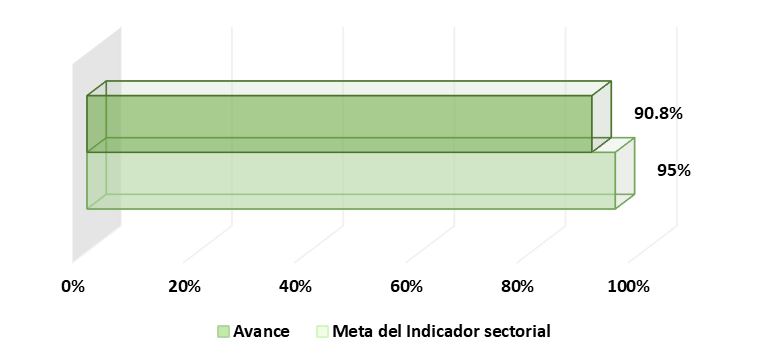 90.8%
95%
0% 20% 40% 60% 80% 100%
Avance Meta del Indicador sectorial